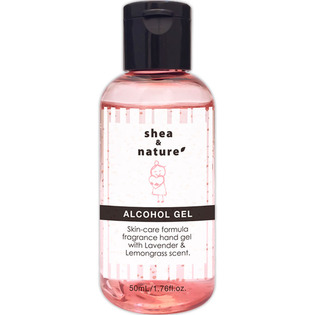 shea
&
nature
ALCOHOL GEL
Skin-care formula
fragrance hand gel
with Lavender &
Lemongrass scent.
50mL/1.76fl.oz.